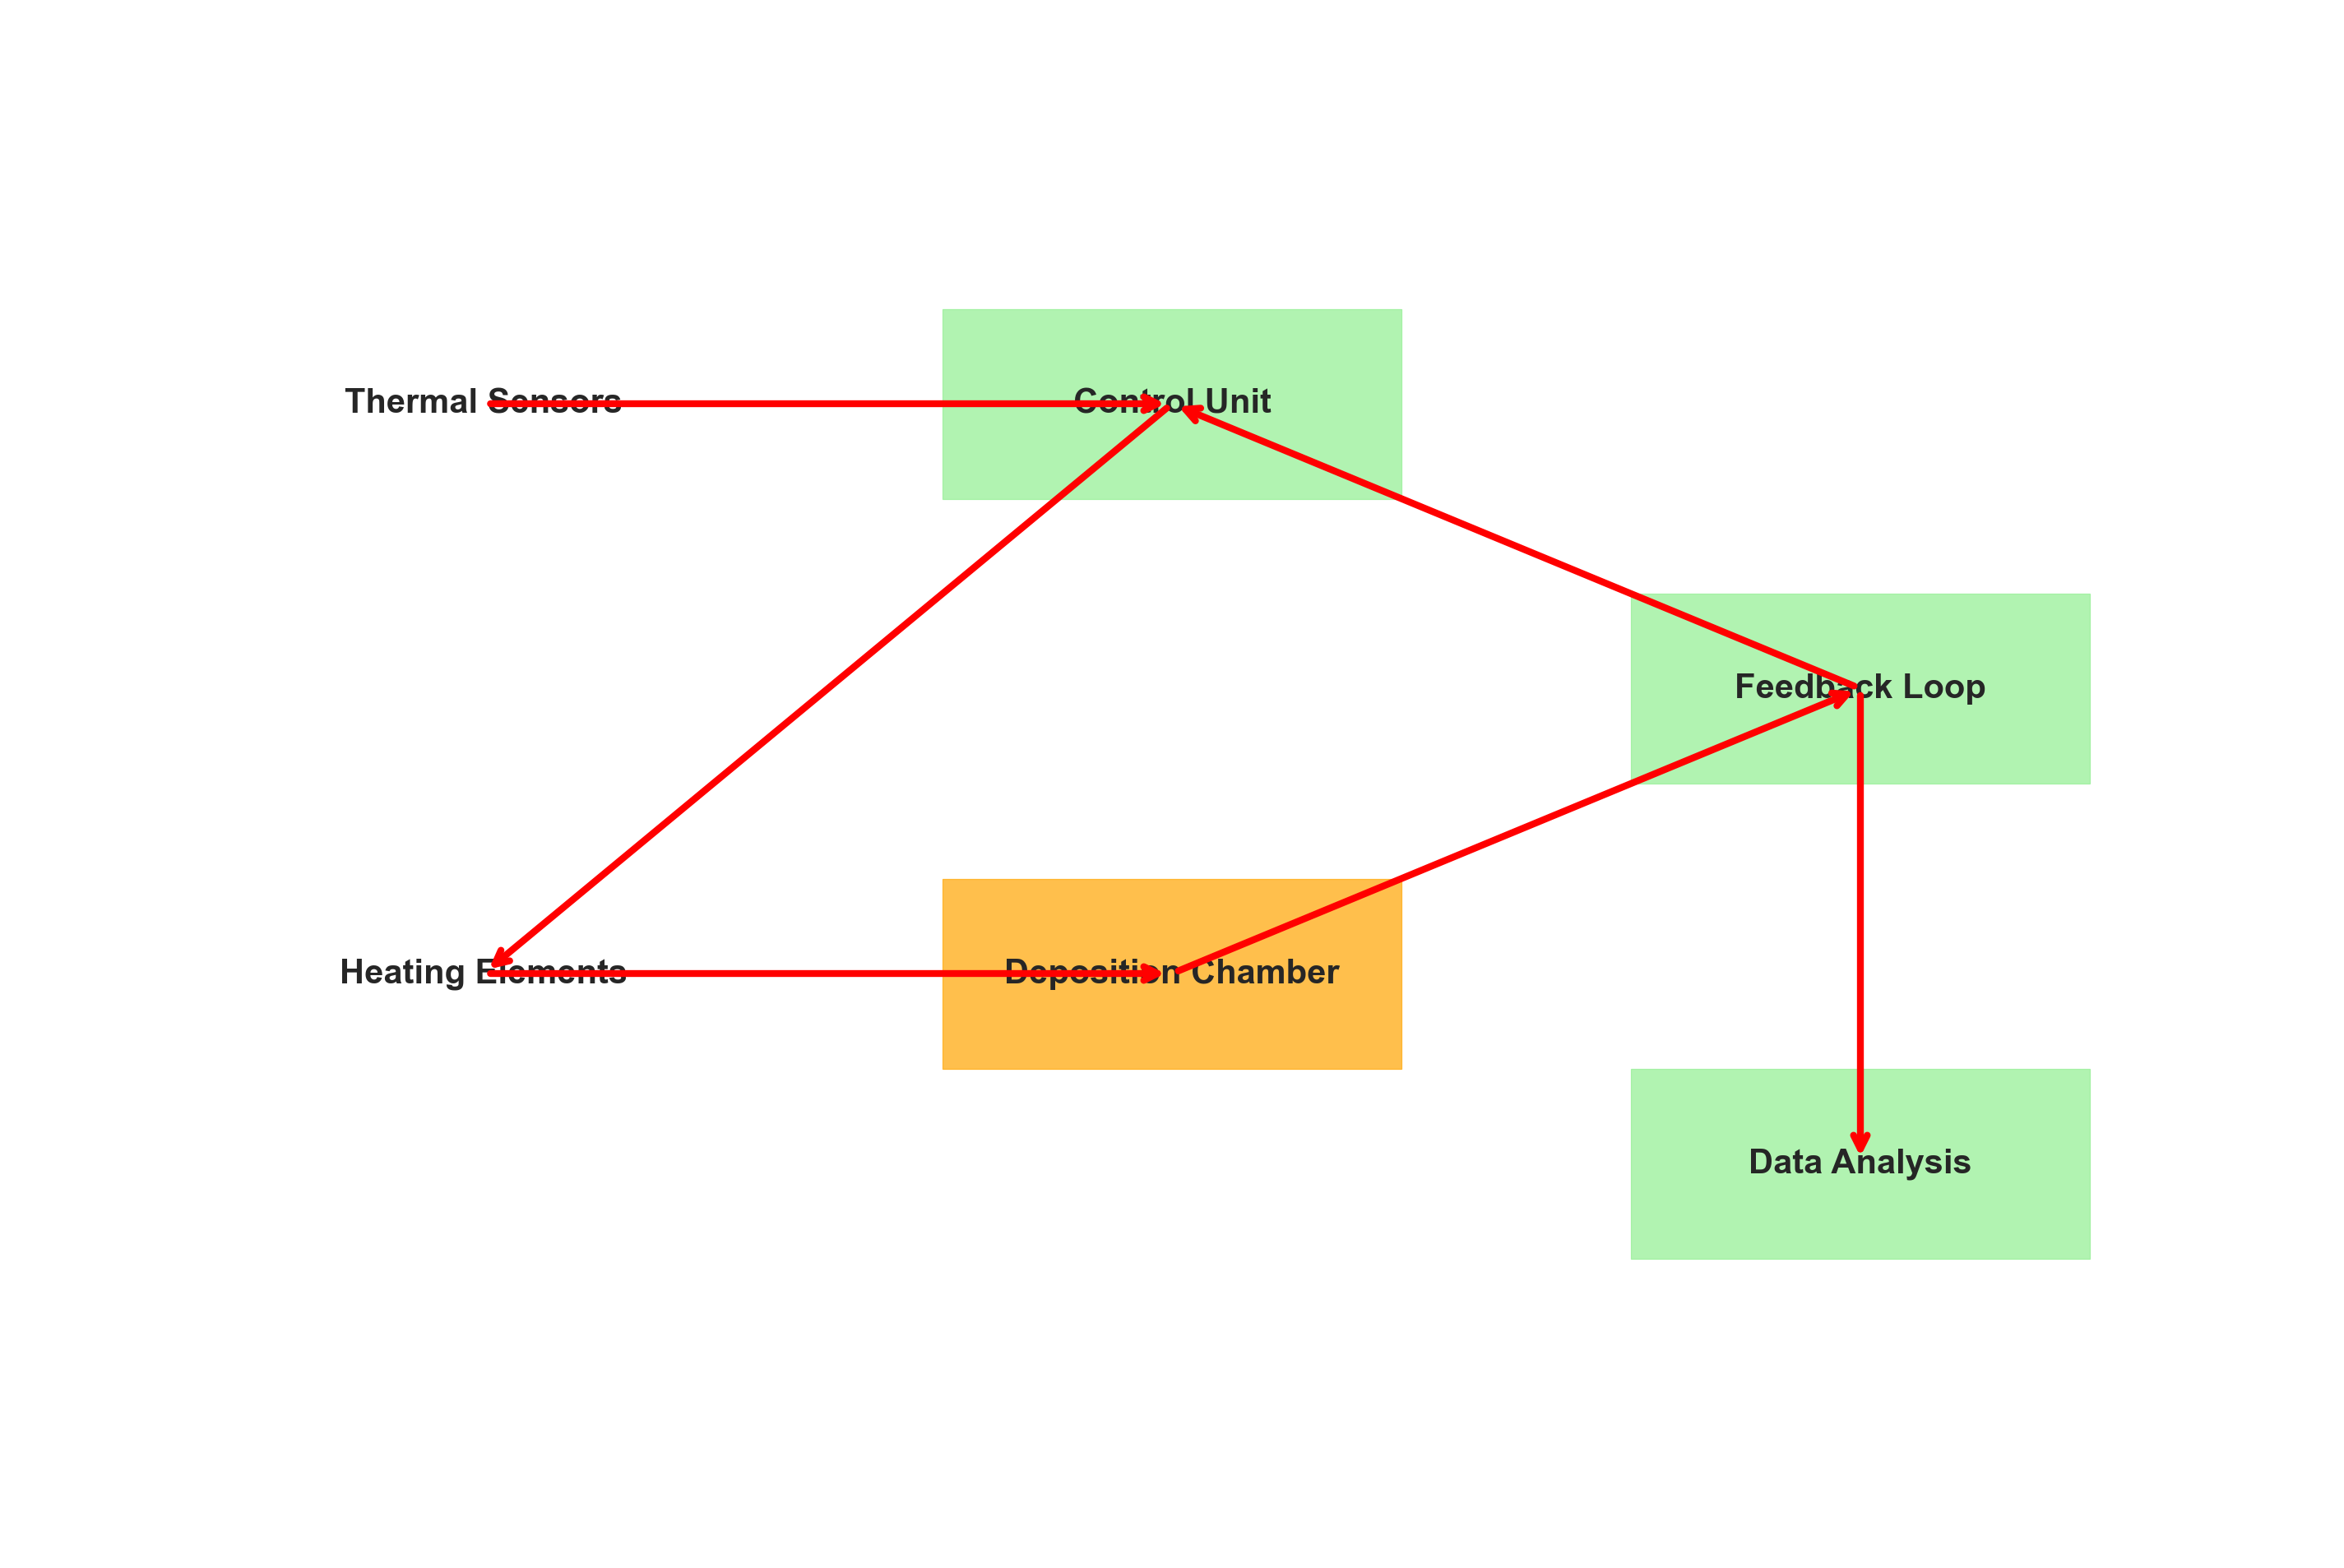 Thermal Sensors
Control Unit
Feedback Loop
Heating Elements
Deposition Chamber
Data Analysis